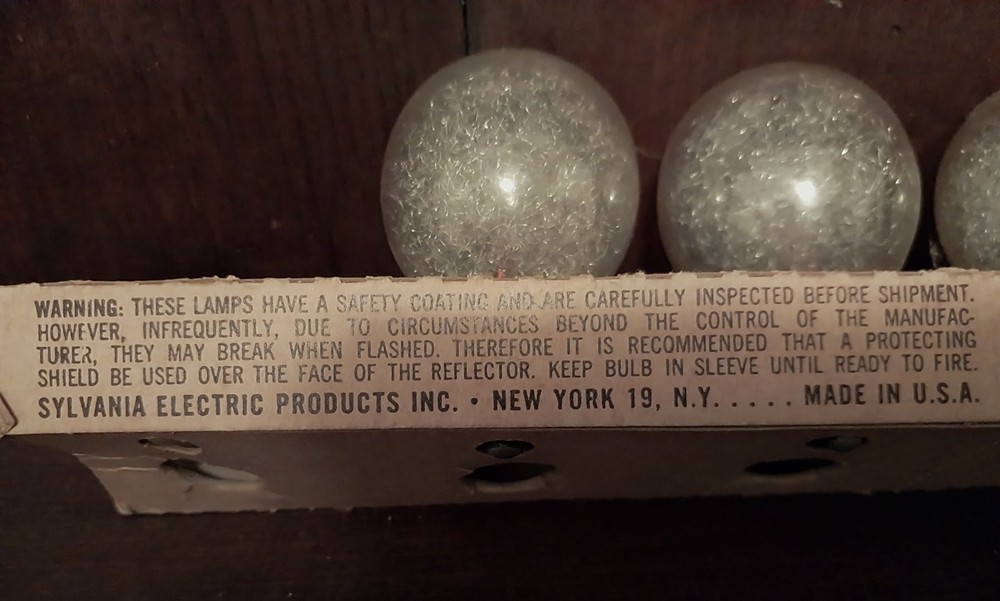 WARNING: THESE LAMPS HAVE A SAFETY COATING AND ARE CAREFULLY INSPECTED BEFORE SHIPMENT.
HOWEVER, INFREQUENTLY, DUE TO CIRCUMSTANCES BEYOND THE CONTROL OF THE MANUFAC-
TURER, THEY MAY BREAK WHEN FLASHED. THEREFORE IT IS RECOMMENDED THAT A PROTECTING
SHIELD BE USED OVER THE FACE OF THE REFLECTOR. KEEP BULB IN SLEEVE UNTIL READY TO FIRE.
SYLVANIA ELECTRIC PRODUCTS INC. • NEW YORK 19, N.Y. . . . . MADE IN U.S.A.